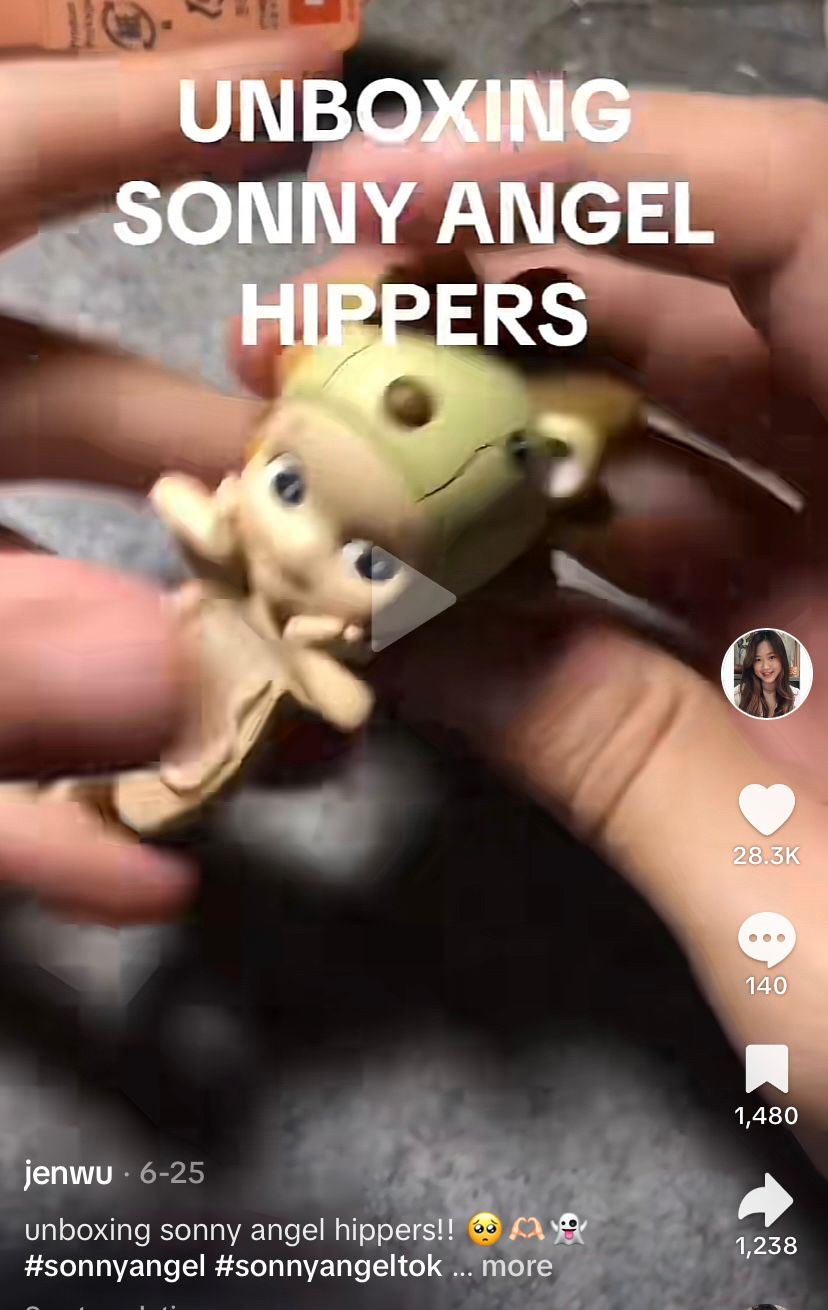 UNBOXING
SONNY ANGEL
HIPPERS
28.3K
140
1,480
1,238
jenwu · 6-25
unboxing sonny angel hippers!! 🥺🫶🏻👻
#sonnyangel #sonnyangeltok ... more